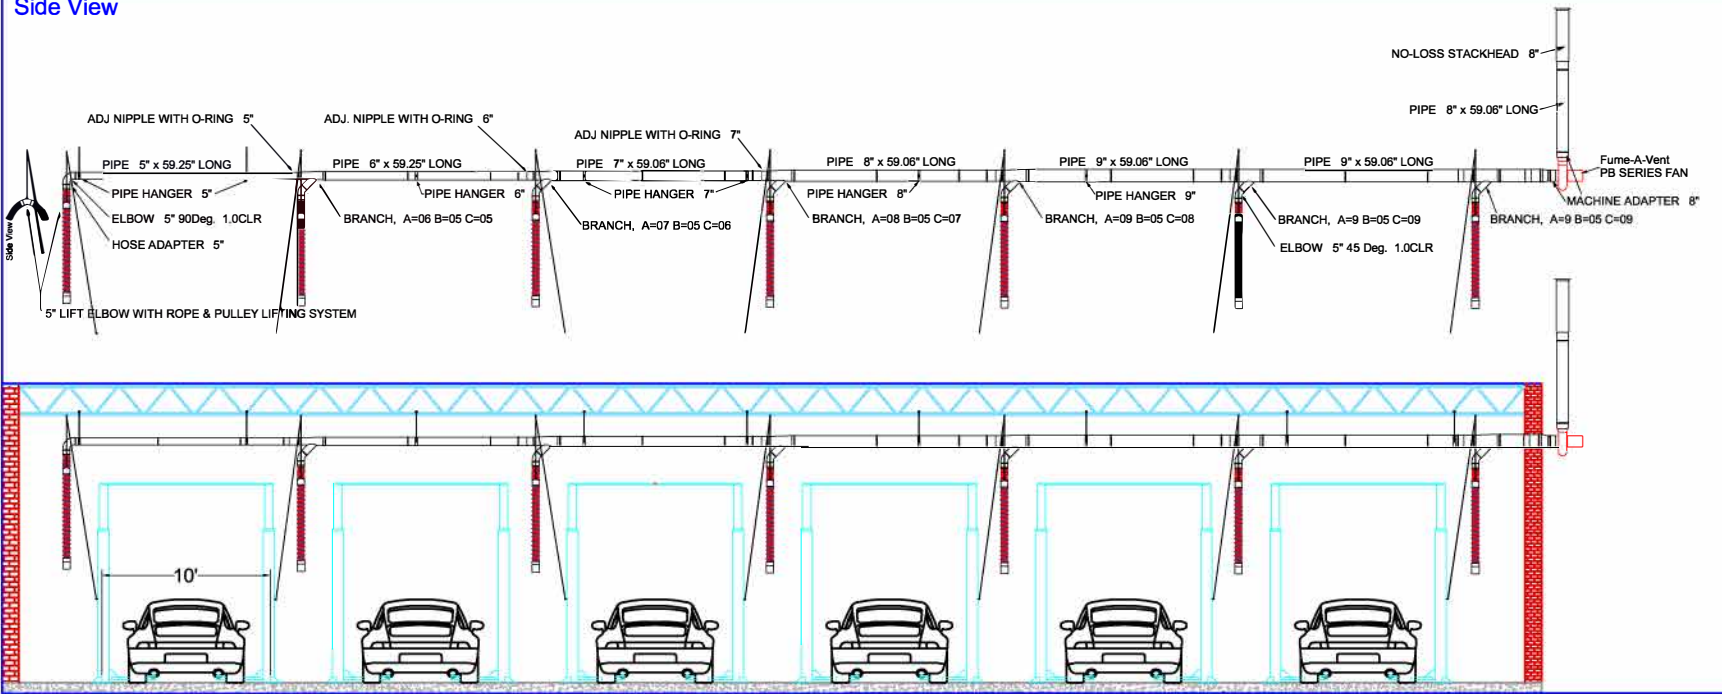 Side View
NO-LOSS STACKHEAD 8"
PIPE 8" x 59.06" LONG
ADJ NIPPLE WITH O-RING 5"
ADJ. NIPPLE WITH O-RING 6"
ADJ NIPPLE WITH O-RING 7"
PIPE 5" x 59.25" LONG
PIPE 6" x 59.25" LONG
PIPE 7" x 59.06" LONG
PIPE 8" x 59.06" LONG
PIPE 9" x 59.06" LONG
PIPE 9" x 59.06" LONG
Fume-A-Vent
PB SERIES FAN
PIPE HANGER 5"
PIPE HANGER 6"
PIPE HANGER 7"
PIPE HANGER 8"
PIPE HANGER 9"
MACHINE ADAPTER 8"
ELBOW 5" 90Deg. 1.0CLR
BRANCH, A=06 B=05 C=05
BRANCH, A=07 B=05 C=06
BRANCH, A=08 B=05 C=07
BRANCH, A=09 B=05 C=08
BRANCH, A=9 B=05 C=09
BRANCH, A=9 B=05 C=09
HOSE ADAPTER 5"
ELBOW 5" 45 Deg. 1.0CLR
Side View
5" LIFT ELBOW WITH ROPE & PULLEY LIFTING SYSTEM
10'